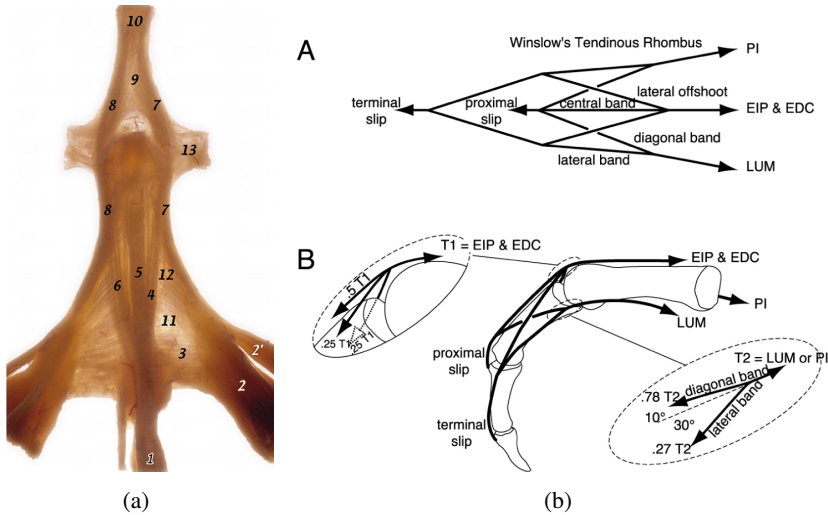 10
9
8
7
13
8
7
5
12
6
4
11
3
2'
2
1
(a)
A
Winslow's Tendinous Rhombus
PI
lateral offshoot
terminal slip
proximal slip
central band
EIP & EDC
diagonal band
lateral band
LUM
B
T1 = EIP & EDC
.5 T1
.25 T1
.25 T1
EIP & EDC
PI
LUM
proximal slip
terminal slip
T2 = LUM or PI
diagonal band
.78 T2
lateral band
10°
30°
.27 T2
(b)